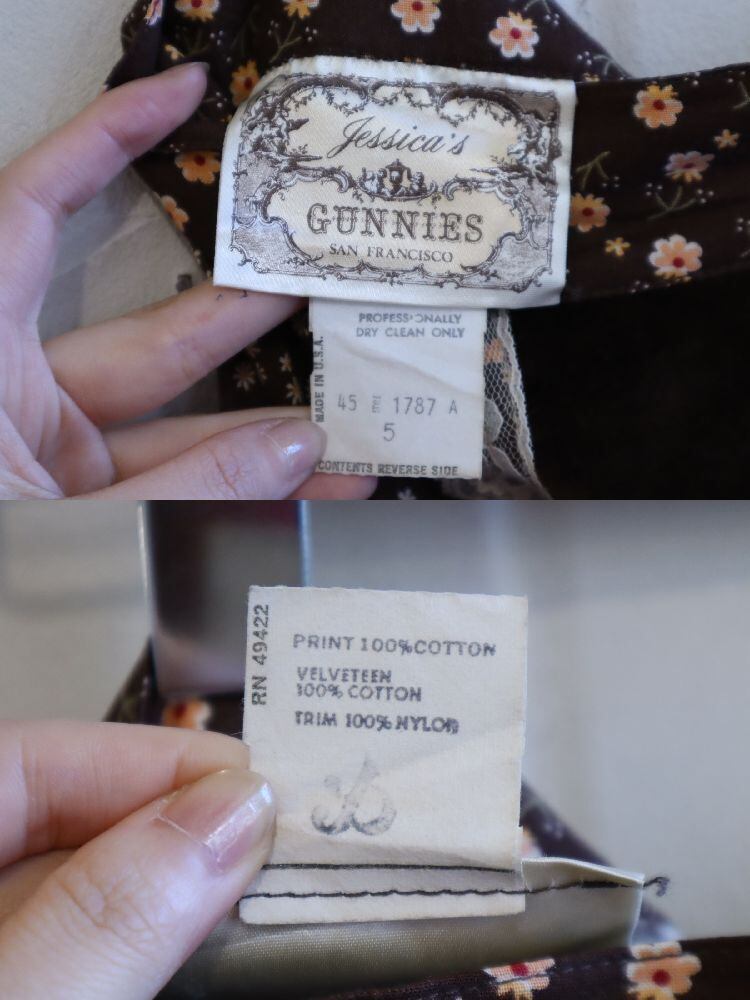 Jessica's
GUNNIES
SAN FRANCISCO
PROFESSIONALLY
DRY CLEAN ONLY
MADE IN U.S.A.
45 STYLE 1787 A
5
CONTENTS REVERSE SIDE
RN 49422
PRINT 100% COTTON
VELVETEEN
100% COTTON
TRIM 100% NYLON